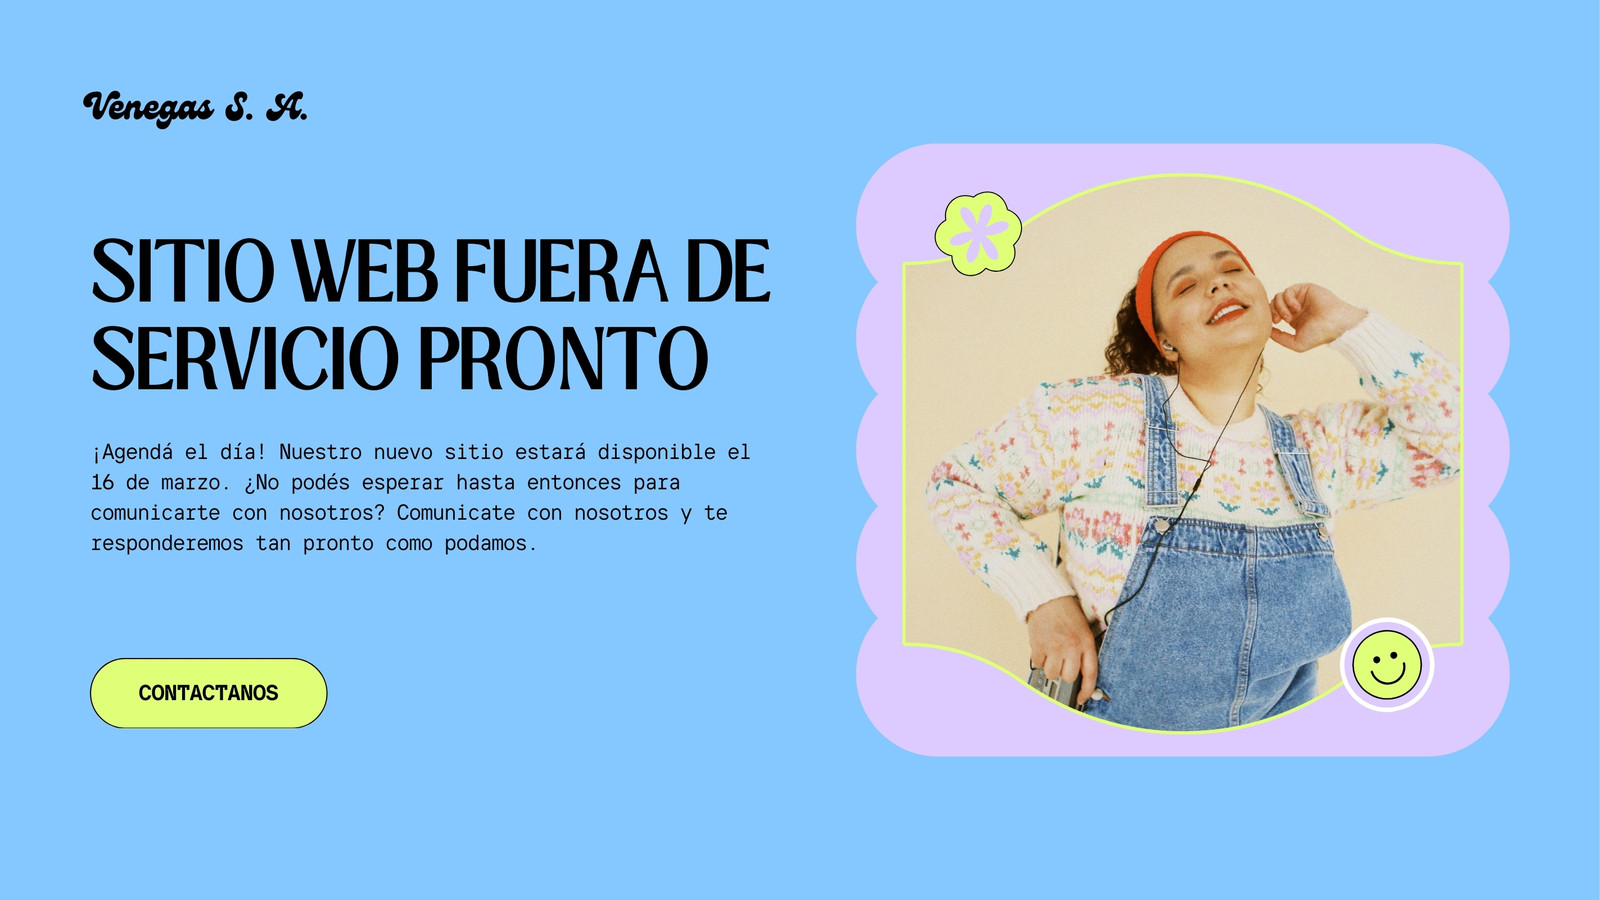 Venegas S. A.
SITIO WEB FUERA DE
SERVICIO PRONTO
¡Agendá el día! Nuestro nuevo sitio estará disponible el
16 de marzo. ¿No podés esperar hasta entonces para
comunicarte con nosotros? Comunicate con nosotros y te
responderemos tan pronto como podamos.
CONTACTANOS